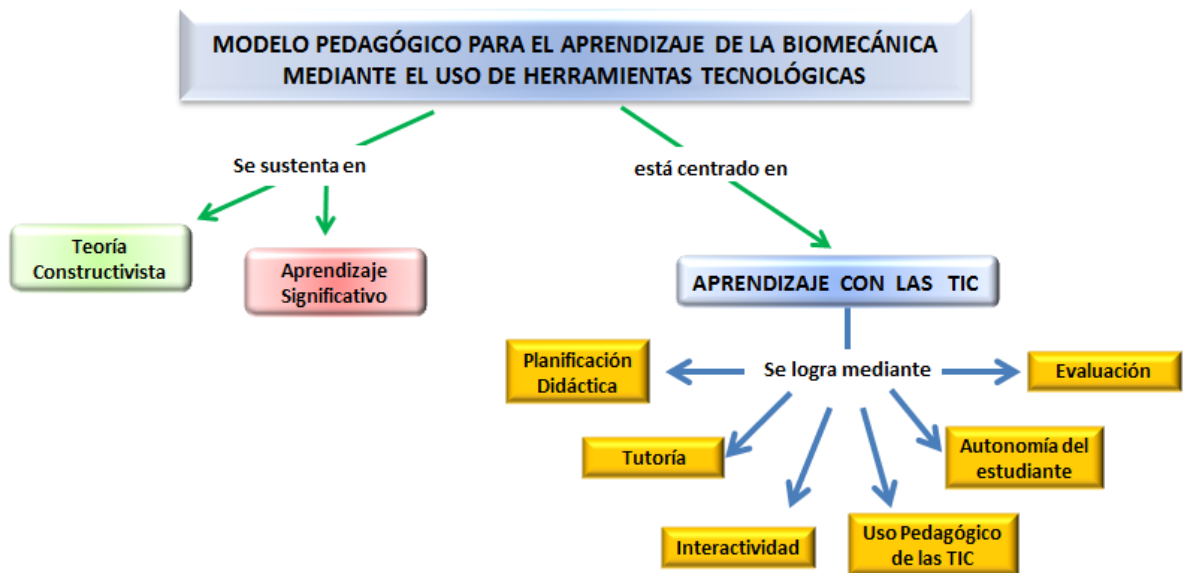 MODELO PEDAGÓGICO PARA EL APRENDIZAJE DE LA BIOMECÁNICA
MEDIANTE EL USO DE HERRAMIENTAS TECNOLÓGICAS
Se sustenta en
está centrado en
Teoría
Constructivista
Aprendizaje
Significativo
APRENDIZAJE CON LAS TIC
Planificación
Didáctica
Se logra mediante
Evaluación
Tutoría
Autonomía del
estudiante
Interactividad
Uso Pedagógico
de las TIC